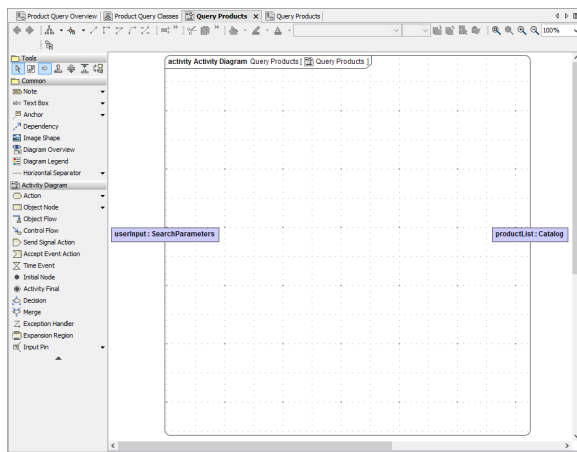 Product Query Overview
Product Query Classes
Query Products
Query Products
100%
Tools
Common
Note
abc Text Box
Anchor
Dependency
Image Shape
Diagram Overview
Diagram Legend
Horizontal Separator
Activity Diagram
Action
Object Node
Object Flow
Control Flow
Send Signal Action
Accept Event Action
Time Event
Initial Node
Activity Final
Decision
Merge
Exception Handler
Expansion Region
Input Pin
activity Activity Diagram Query Products [ Query Products ]
userInput : SearchParameters
productList : Catalog